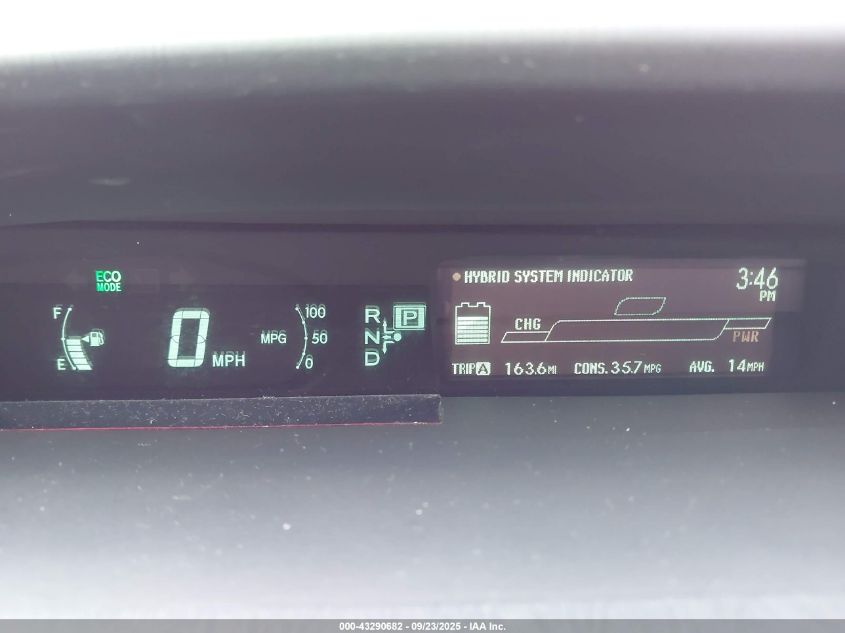 ECO
MODE
HYBRID SYSTEM INDICATOR
3:46
PM
F
E
0 MPH
MPG
100
50
0
R
N
D
P
CHG
PWR
TRIP A 163.6 MI CONS. 35.7 MPG AVG. 14 MPH
000-43290682 - 09/23/2025 - IAA Inc.